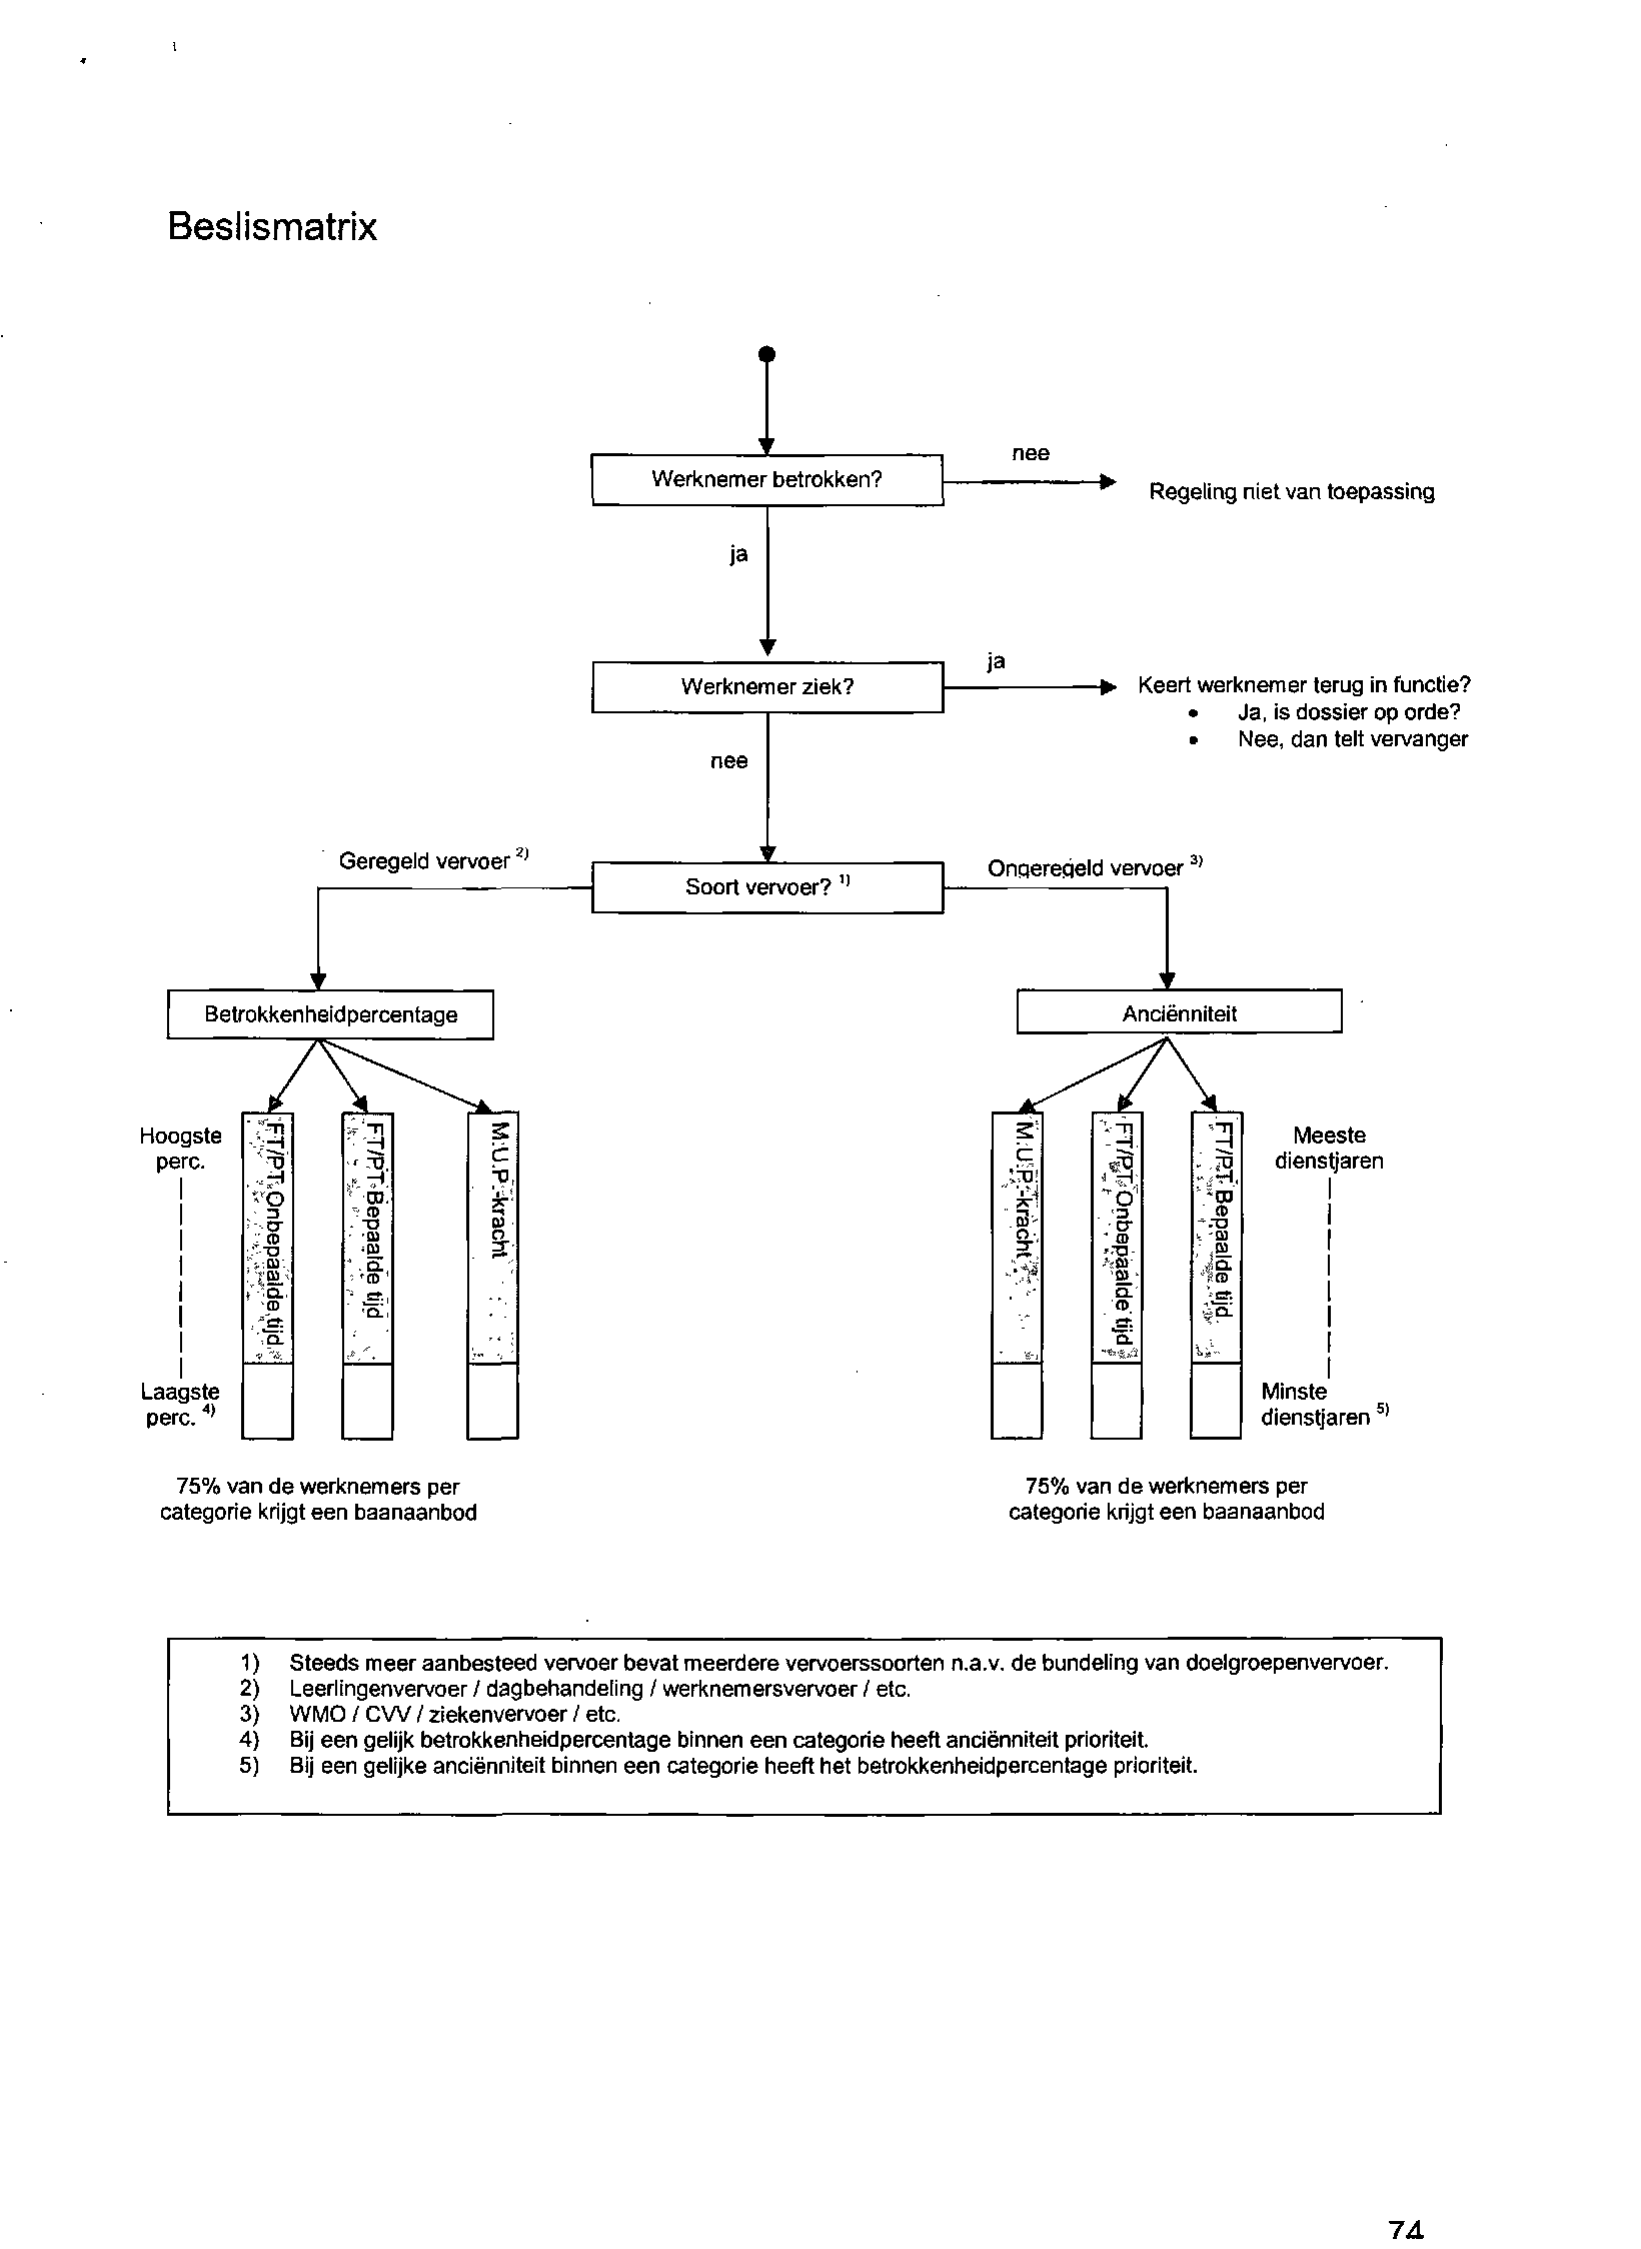 Beslismatrix
nee
Werknemer betrokken?
Regeling niet van toepassing
ja
ja
Werknemer ziek?
Keert werknemer terug in functie?
• Ja, is dossier op orde?
• Nee, dan telt vervanger
nee
Geregeld vervoer 2)
Soort vervoer? 1)
Ongeregeld vervoer 3)
Betrokkenheidpercentage
Anciënniteit
Hoogste
perc.
FT/PT Onbepaalde tijd
FT/PT Bepaalde tijd
M.U.P.-kracht
Laagste
perc. 4)
M.U.P.-kracht
FT/PT Onbepaalde tijd
FT/PT Bepaalde tijd
Meeste
dienstjaren
Minste
dienstjaren 5)
75% van de werknemers per
categorie krijgt een baanaanbod
75% van de werknemers per
categorie krijgt een baanaanbod
1) Steeds meer aanbesteed vervoer bevat meerdere vervoerssoorten n.a.v. de bundeling van doelgroepenvervoer.
2) Leerlingenvervoer / dagbehandeling / werknemersvervoer / etc.
3) WMO / CVV / ziekenvervoer / etc.
4) Bij een gelijk betrokkenheidpercentage binnen een categorie heeft anciënniteit prioriteit.
5) Bij een gelijke anciënniteit binnen een categorie heeft het betrokkenheidpercentage prioriteit.
74